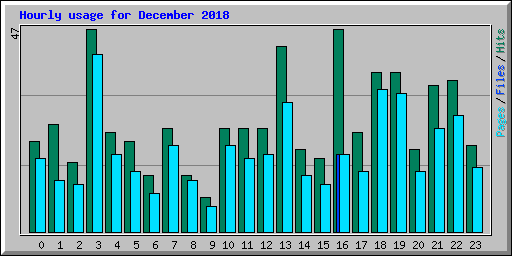 Hourly usage for December 2018
47
Pages / Files / Hits
0 1 2 3 4 5 6 7 8 9 10 11 12 13 14 15 16 17 18 19 20 21 22 23